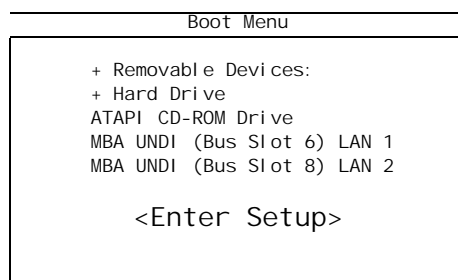 Boot Menu
+ Removable Devices:
+ Hard Drive
ATAPI CD-ROM Drive
MBA UNDI (Bus Slot 6) LAN 1
MBA UNDI (Bus Slot 8) LAN 2
<Enter Setup>